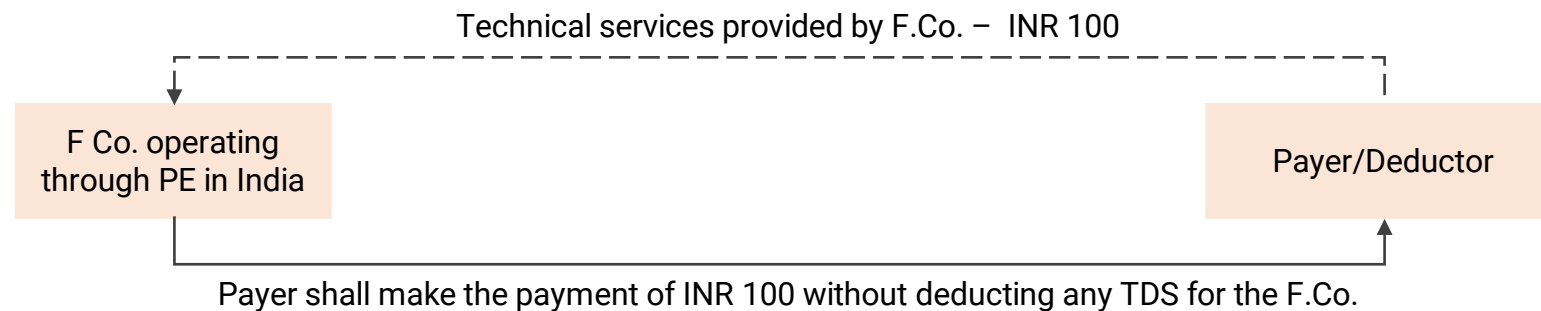 Technical services provided by F.Co. – INR 100
F Co. operating
through PE in India
Payer/Deductor
Payer shall make the payment of INR 100 without deducting any TDS for the F.Co.